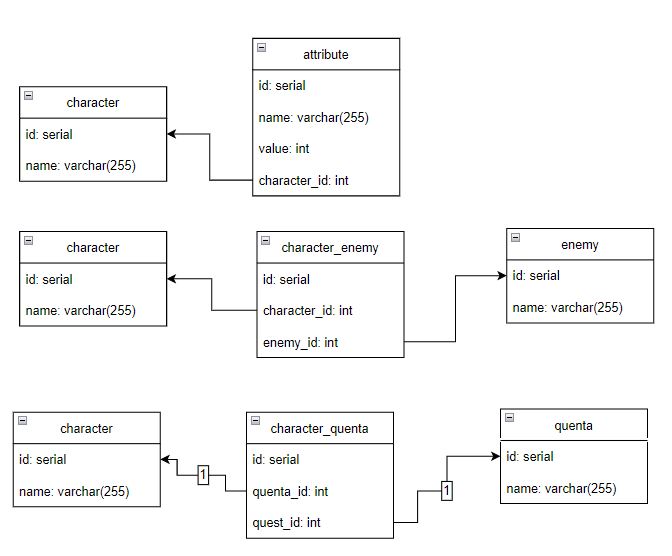 attribute
id: serial
name: varchar(255)
value: int
character_id: int
character
id: serial
name: varchar(255)
character
id: serial
name: varchar(255)
character_enemy
id: serial
character_id: int
enemy_id: int
enemy
id: serial
name: varchar(255)
character
id: serial
name: varchar(255)
1
character_quenta
id: serial
quenta_id: int
quest_id: int
1
quenta
id: serial
name: varchar(255)